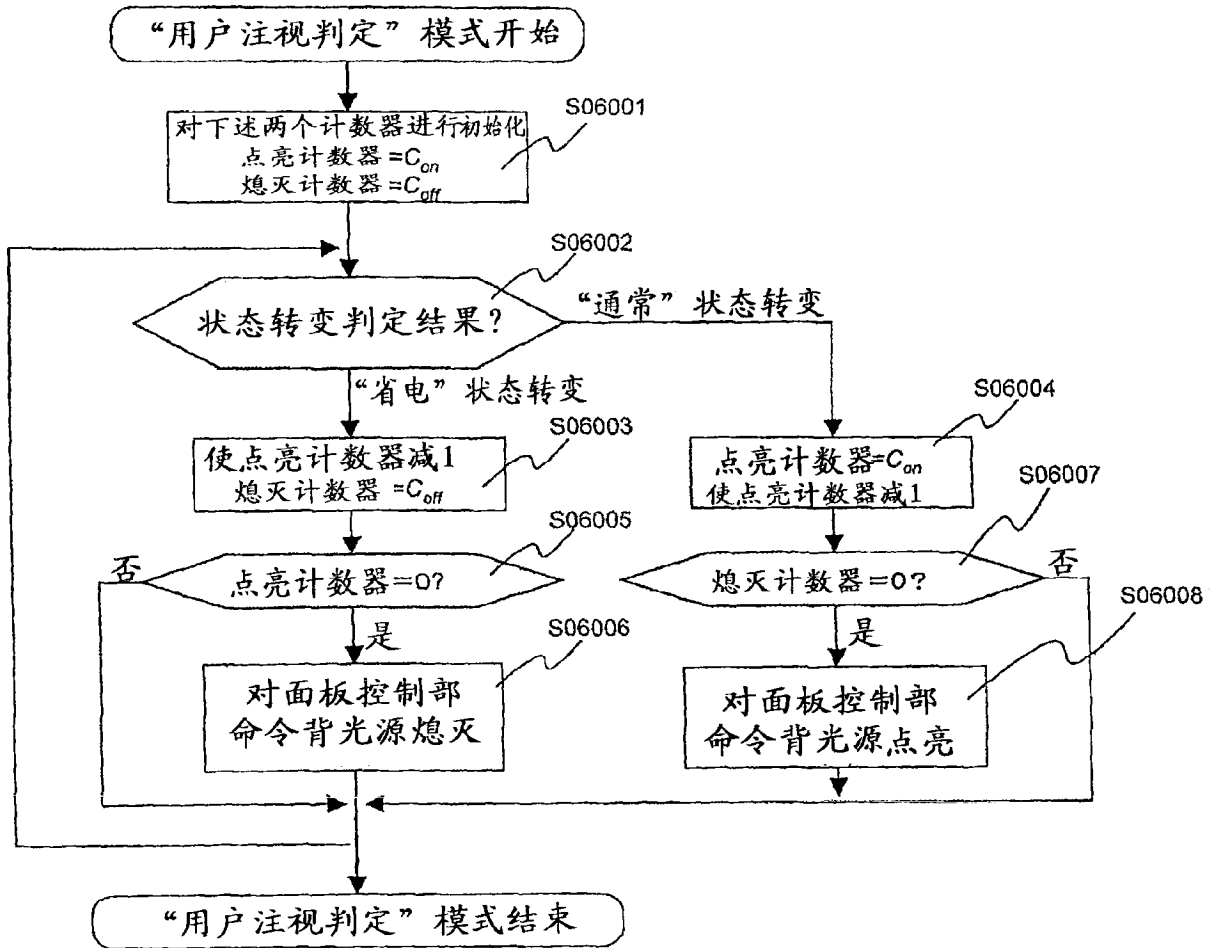 “用户注视判定”模式开始
S06001
对下述两个计数器进行初始化
点亮计数器=Con
熄灭计数器=Coff
S06002
状态转变判定结果?
“通常”状态转变
“省电”状态转变
S06003
使点亮计数器减1
熄灭计数器=Coff
S06004
点亮计数器=Con
使点亮计数器减1
S06005
否
点亮计数器=0?
是
S06007
熄灭计数器=0?
否
是
S06006
对面板控制部
命令背光源熄灭
S06008
对面板控制部
命令背光源点亮
“用户注视判定”模式结束